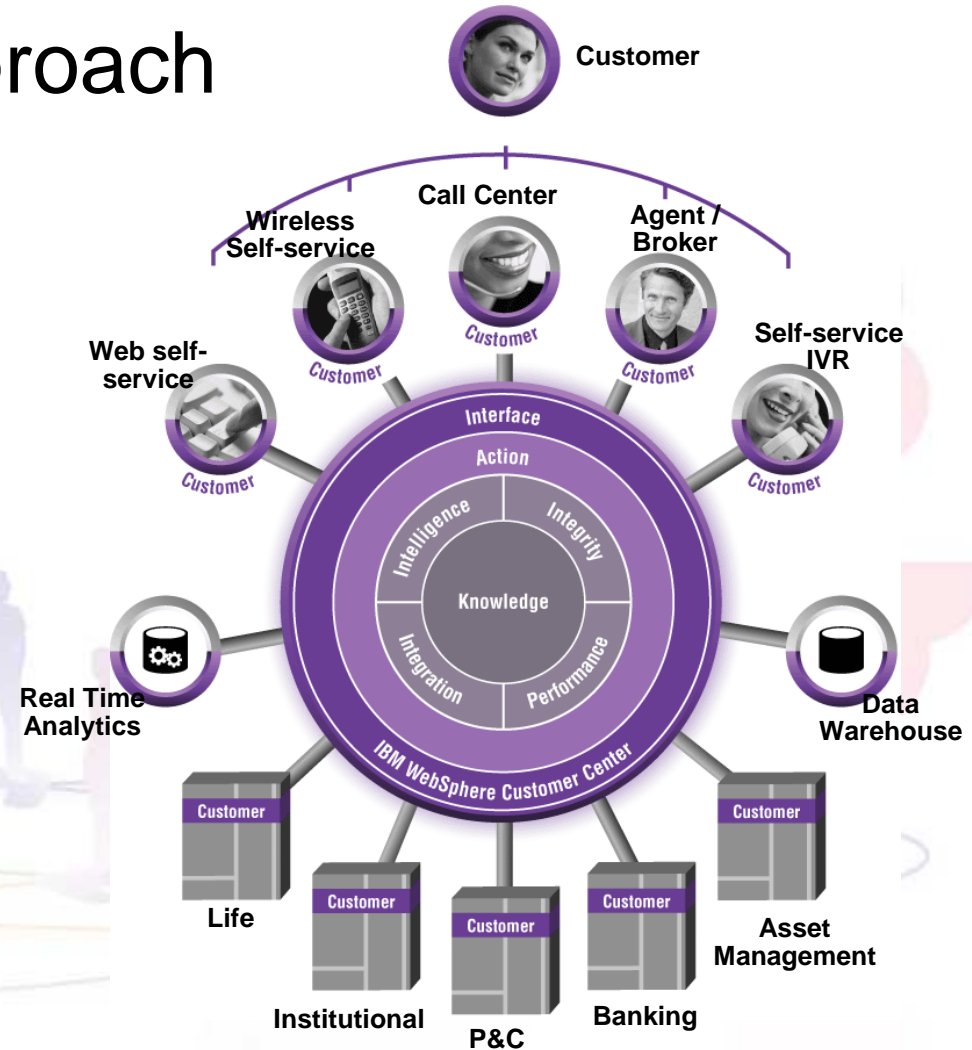 roach
Customer
Call Center
Wireless
Self-service
Agent /
Broker
Web self-
service
Self-service
IVR
Customer
Customer
Customer
Customer
Customer
Interface
Action
Intelligence
Integrity
Knowledge
Integration
Performance
IBM WebSphere Customer Center
Real Time
Analytics
Data
Warehouse
Customer
Life
Customer
Institutional
Customer
P&C
Customer
Banking
Customer
Asset
Management